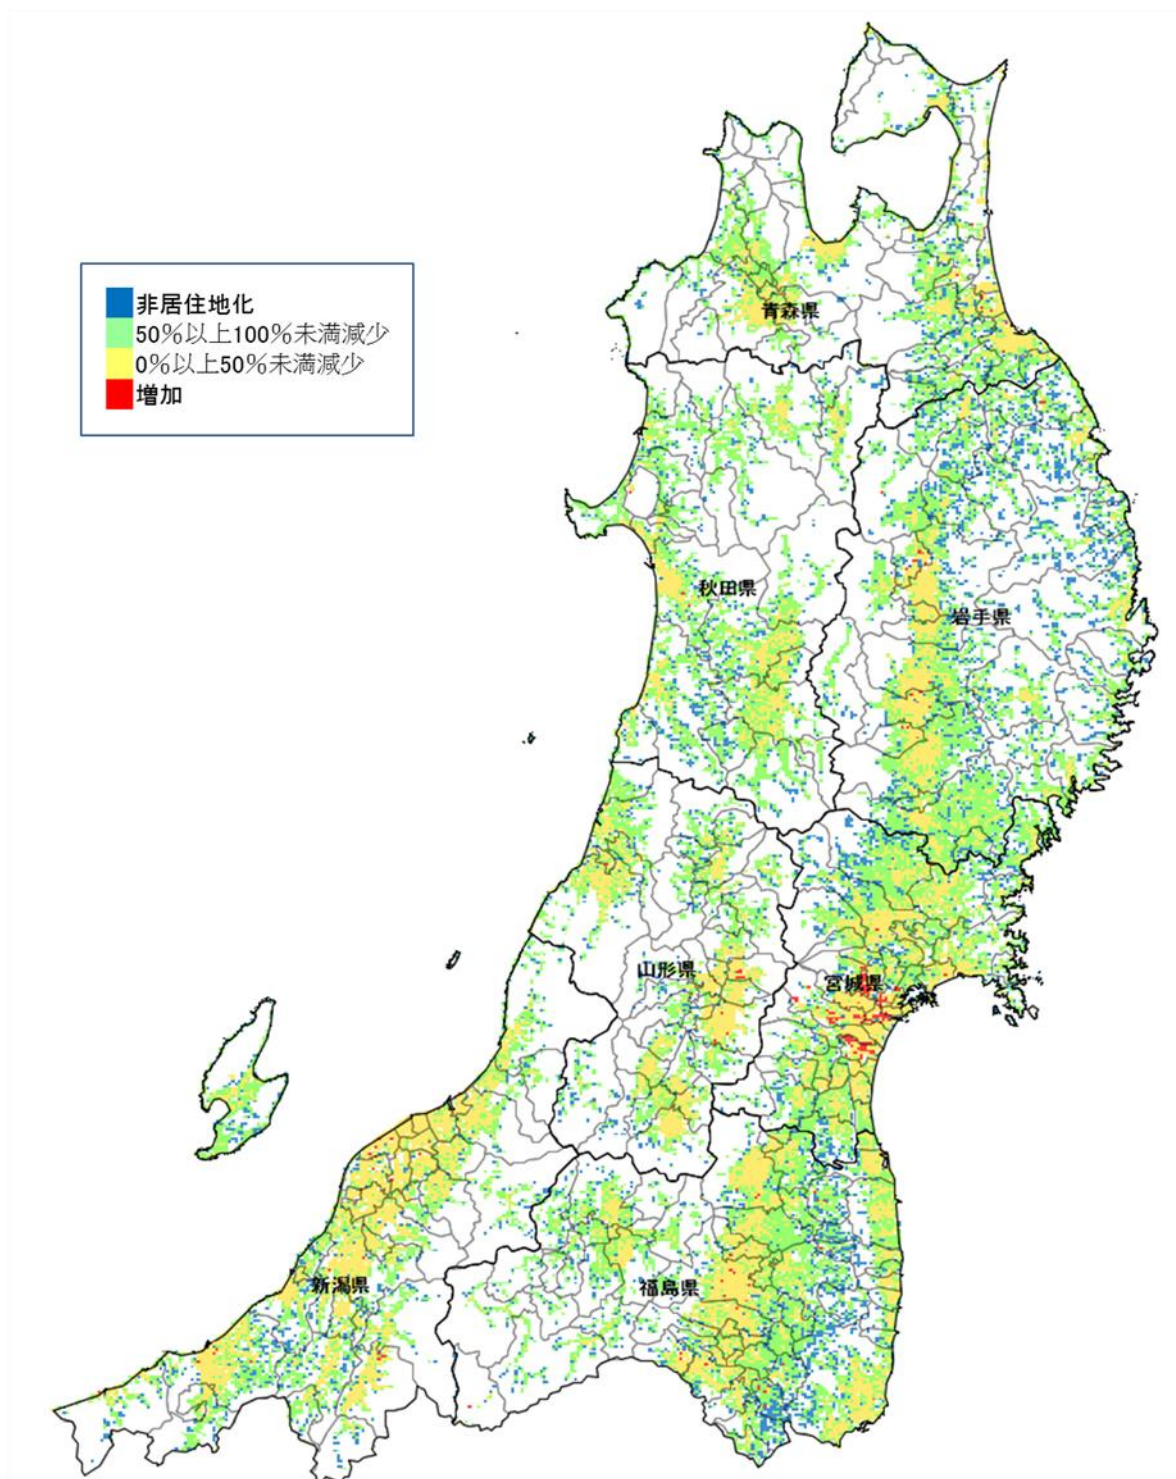 非居住地化
50%以上100%未満減少
0%以上50%未満減少
増加
青森県
秋田県
岩手県
山形県
宮城県
新潟県
福島県